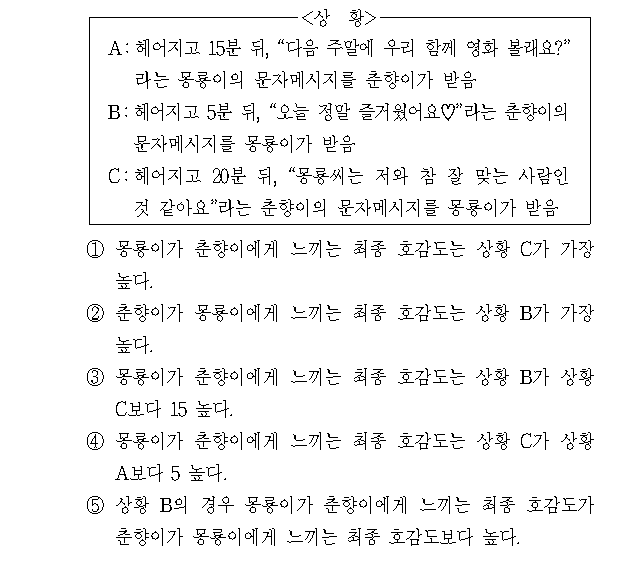 <상 황>
A: 헤어지고 15분 뒤, “다음 주말에 우리 함께 영화 볼래요?”
라는 몽룡이의 문자메시지를 춘향이가 받음
B: 헤어지고 5분 뒤, “오늘 정말 즐거웠어요♡”라는 춘향이의
문자메시지를 몽룡이가 받음
C: 헤어지고 20분 뒤, “몽룡씨는 저와 참 잘 맞는 사람인
것 같아요”라는 춘향이의 문자메시지를 몽룡이가 받음
① 몽룡이가 춘향이에게 느끼는 최종 호감도는 상황 C가 가장
높다.
② 춘향이가 몽룡이에게 느끼는 최종 호감도는 상황 B가 가장
높다.
③ 몽룡이가 춘향이에게 느끼는 최종 호감도는 상황 B가 상황
C보다 15 높다.
④ 몽룡이가 춘향이에게 느끼는 최종 호감도는 상황 C가 상황
A보다 5 높다.
⑤ 상황 B의 경우 몽룡이가 춘향이에게 느끼는 최종 호감도가
춘향이가 몽룡이에게 느끼는 최종 호감도보다 높다.